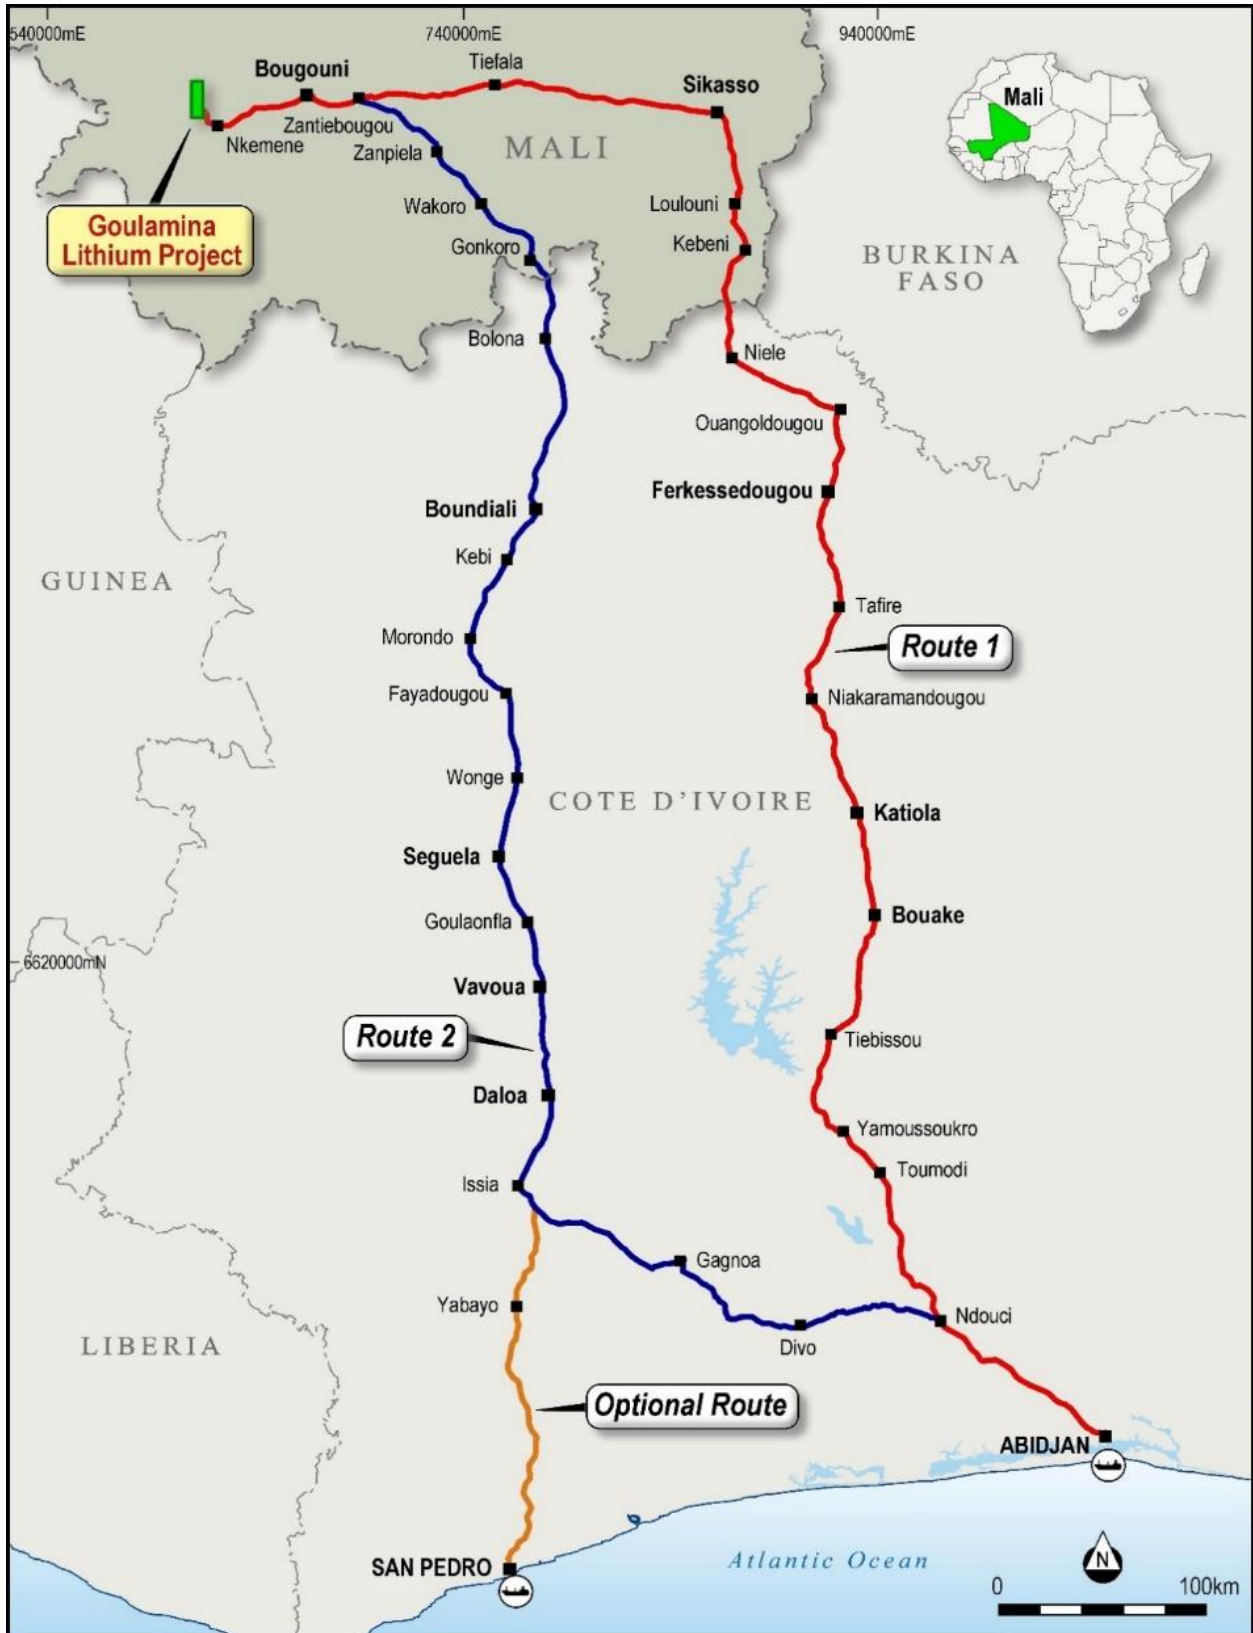 540000mE
740000mE
940000mE
Bougouni
Tiefala
Sikasso
Mali
Nkemene
Zantiebougou
Zanpiela
MALI
Wakoro
Loulouni
Goulamina
Lithium Project
Gonkoro
Kebeni
BURKINA
FASO
Bolona
Niele
Ouangoldougou
Ferkessedougou
Boundiali
Kebi
GUINEA
Tafire
Morondo
Route 1
Fayadougou
Niakaramandougou
Wonge
COTE D'IVOIRE
Katiola
Seguela
Goulaonfla
Bouake
6620000mN
Vavoua
Route 2
Tiebissou
Daloa
Yamoussoukro
Issia
Toumodi
Gagnoa
Yabayo
Ndouci
LIBERIA
Divo
Optional Route
ABIDJAN
SAN PEDRO
Atlantic Ocean
N
0
100km